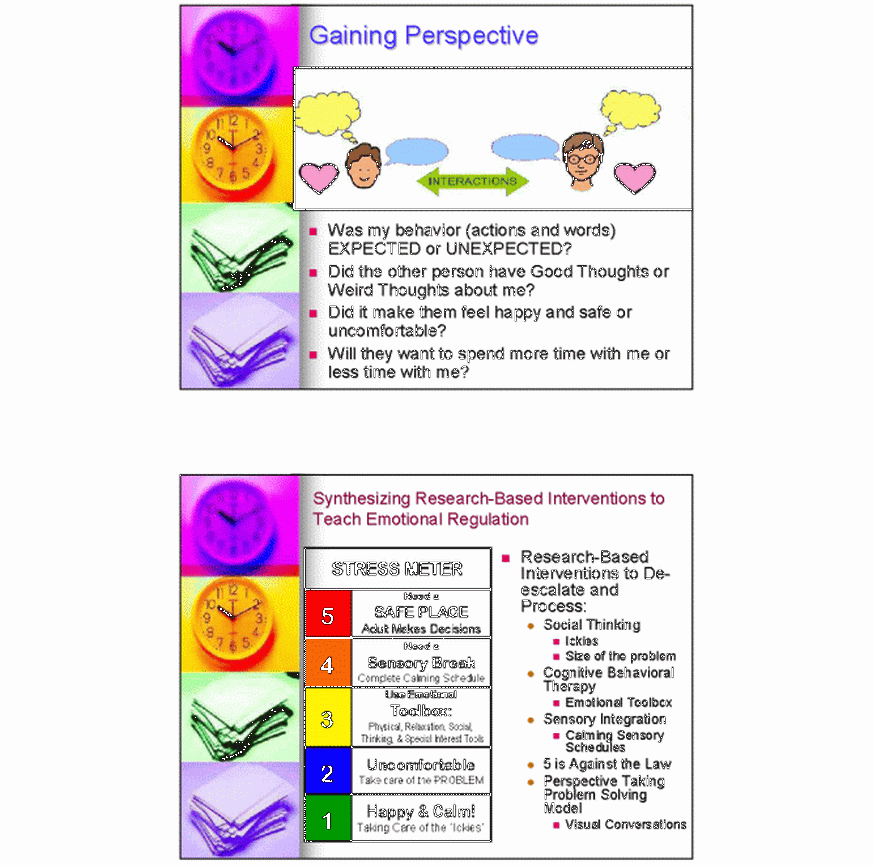 Gaining Perspective
INTERACTIONS
Was my behavior (actions and words)
EXPECTED or UNEXPECTED?
Did the other person have Good Thoughts or
Weird Thoughts about me?
Did it make them feel happy and safe or
uncomfortable?
Will they want to spend more time with me or
less time with me?
Synthesizing Research-Based Interventions to
Teach Emotional Regulation
STRESS METER
5
Need a
SAFE PLACE
Adult Makes Decisions
4
Need a
Sensory Break
Complete Calming Schedule
3
Use Emotional
Toolbox:
Physical, Relaxation, Social,
Thinking, & Special Interest Tools
2
Uncomfortable
Take care of the PROBLEM
1
Happy & Calm!
Taking Care of the "Ickies"
Research-Based
Interventions to De-
escalate and
Process:
Social Thinking
Ickies
Size of the problem
Cognitive Behavioral
Therapy
Emotional Toolbox
Sensory Integration
Calming Sensory
Schedules
5 is Against the Law
Perspective Taking
Problem Solving
Model
Visual Conversations